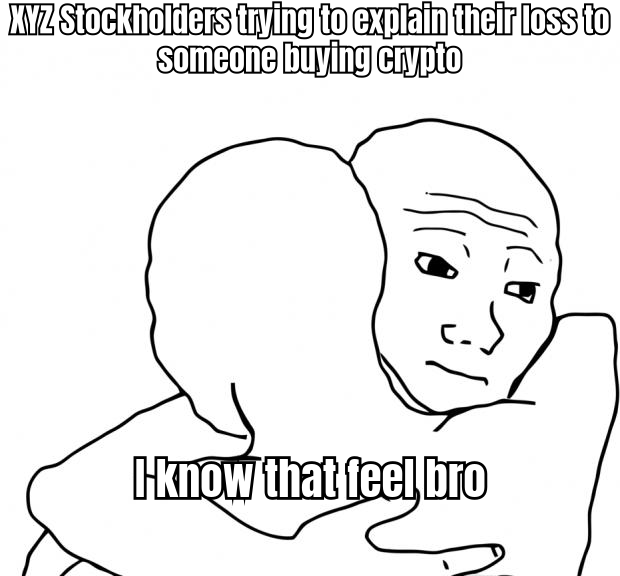 XYZ Stockholders trying to explain their loss to
someone buying crypto
I know that feel bro